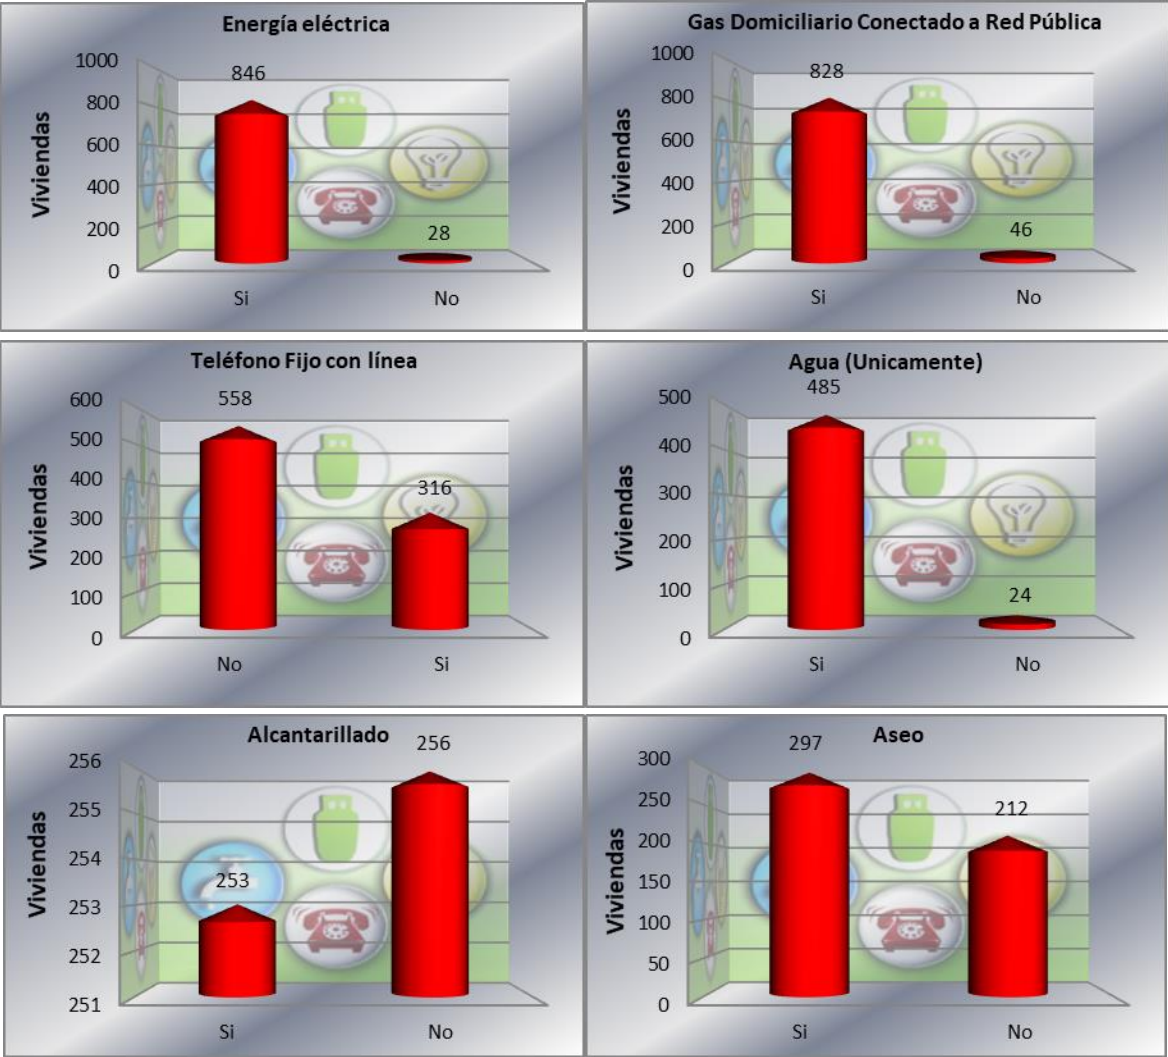 Energía eléctrica
Viviendas
1000
800
600
400
200
0
846
28
Si
No
Gas Domiciliario Conectado a Red Pública
Viviendas
1000
800
600
400
200
0
828
46
Si
No
Teléfono Fijo con línea
Viviendas
600
500
400
300
200
100
0
558
316
No
Si
Agua (Unicamente)
Viviendas
500
400
300
200
100
0
485
24
Si
No
Alcantarillado
Viviendas
256
255
254
253
252
251
253
256
Si
No
Aseo
Viviendas
300
250
200
150
100
50
0
297
212
Si
No